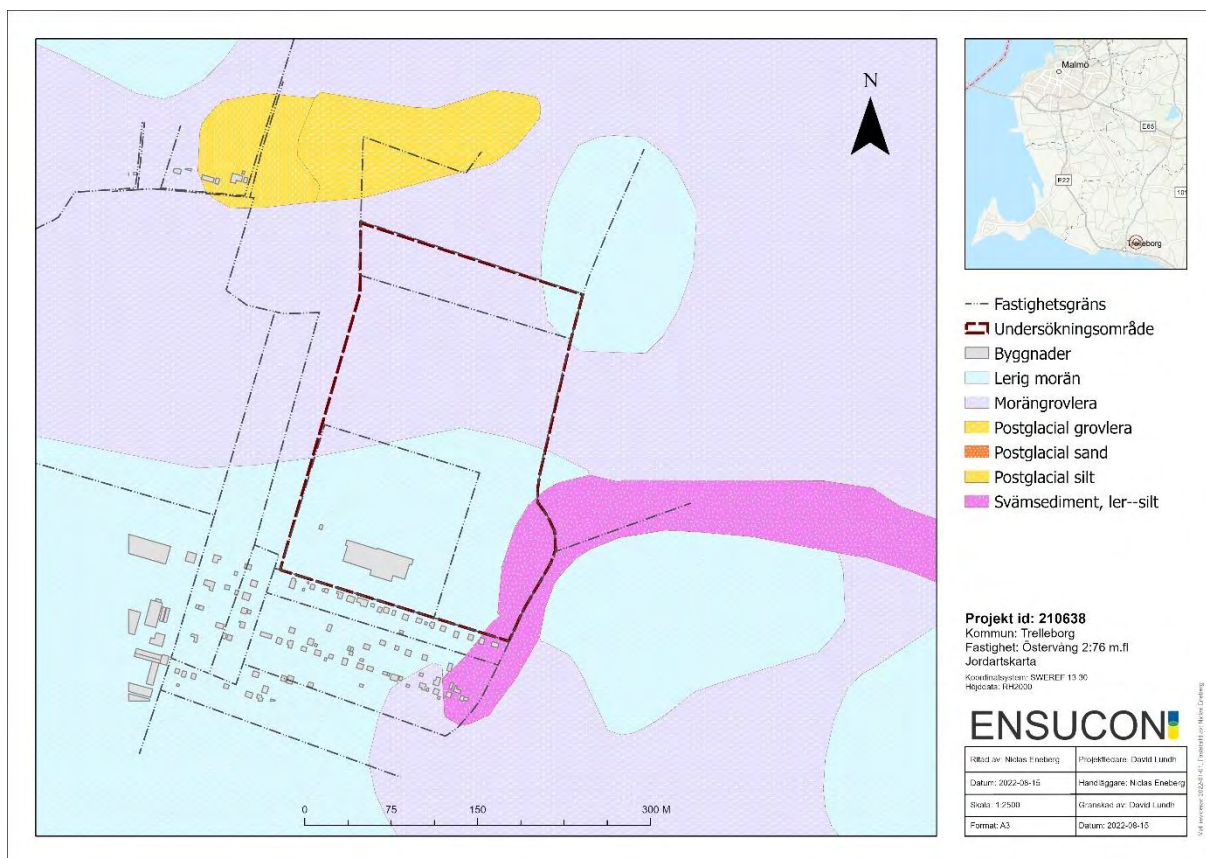 N
0
75
150
300 M
Malmö
E65
E22
101
Trelleborg
Fastighetsgräns
Undersökningsområde
Byggnader
Lerig morän
Morängrovlera
Postglacial grovlera
Postglacial sand
Postglacial silt
Svämsediment, ler--silt
Projekt id: 210638
Kommun: Trelleborg
Fastighet: Östervång 2:76 m.fl
Jordartskarta
Koordinatsystem: SWEREF 13 30
Höjddata: RH2000
ENSUCON
Ritad av: Niclas Eneberg
Projektledare: David Lundh
Datum: 2022-08-15
Handläggare: Niclas Eneberg
Skala: 1:2500
Granskad av: David Lundh
Format: A3
Datum: 2022-08-15